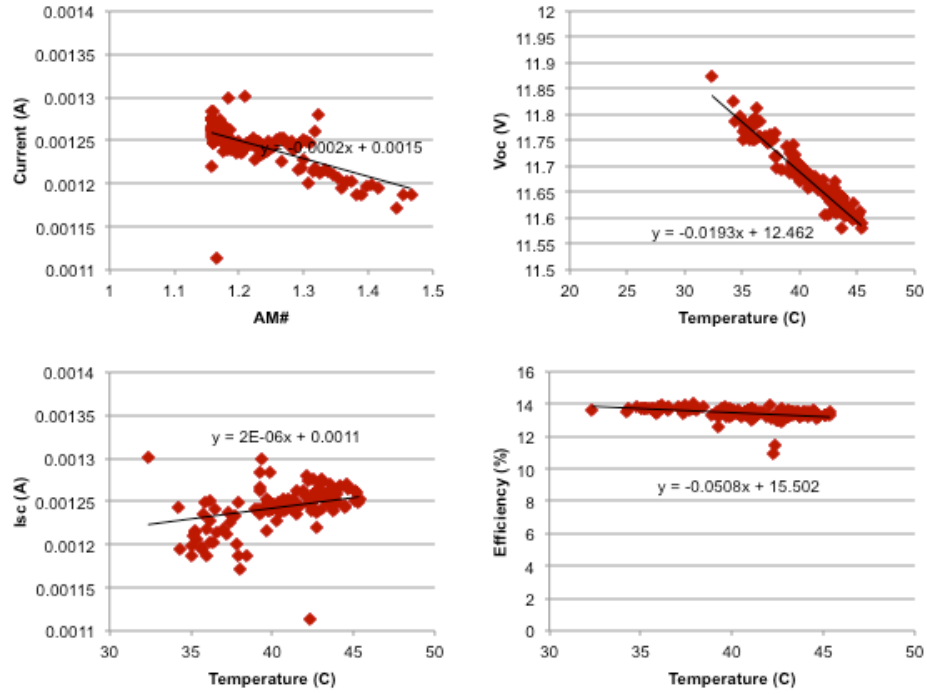 0.0014
0.00135
0.0013
0.00125
0.0012
0.00115
0.0011
Current (A)
y = -0.0002x + 0.0015
1 1.1 1.2 1.3 1.4 1.5
AM#
12
11.95
11.9
11.85
11.8
11.75
11.7
11.65
11.6
11.55
11.5
Voc (V)
y = -0.0193x + 12.462
20 25 30 35 40 45 50
Temperature (C)
0.0014
0.00135
0.0013
0.00125
0.0012
0.00115
0.0011
Isc (A)
y = 2E-06x + 0.0011
30 35 40 45 50
Temperature (C)
16
14
12
10
8
6
4
2
0
Efficiency (%)
y = -0.0508x + 15.502
30 35 40 45 50
Temperature (C)